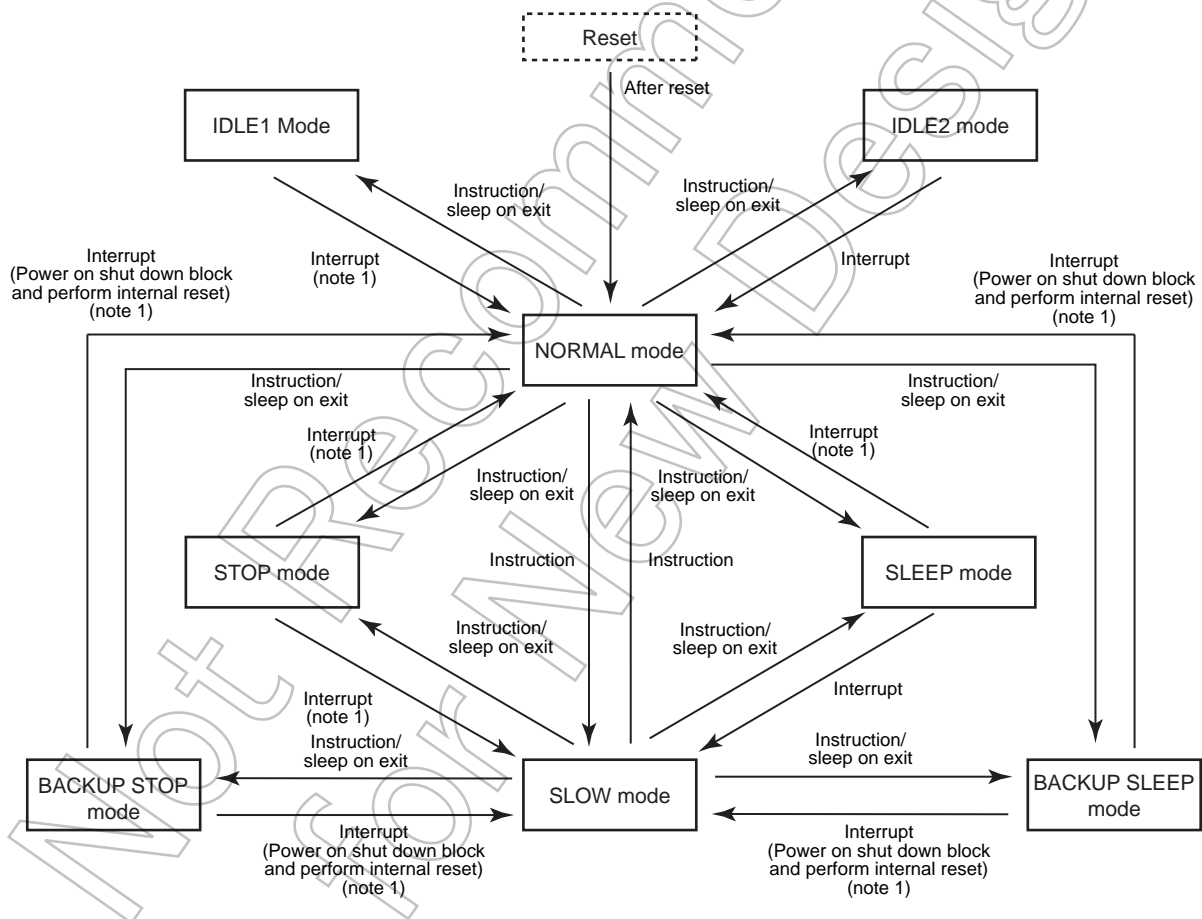 Reset
After reset
IDLE1 Mode
IDLE2 mode
Instruction/
sleep on exit
Instruction/
sleep on exit
Interrupt
(note 1)
Interrupt
Interrupt
(Power on shut down block
and perform internal reset)
(note 1)
Interrupt
(Power on shut down block
and perform internal reset)
(note 1)
NORMAL mode
Instruction/
sleep on exit
Instruction/
sleep on exit
Interrupt
(note 1)
Interrupt
(note 1)
Instruction/
sleep on exit
Instruction/
sleep on exit
Instruction
Instruction
STOP mode
SLEEP mode
Instruction/
sleep on exit
Instruction/
sleep on exit
Interrupt
(note 1)
Interrupt
Instruction/
sleep on exit
Instruction/
sleep on exit
BACKUP STOP
mode
SLOW mode
BACKUP SLEEP
mode
Interrupt
(Power on shut down block
and perform internal reset)
(note 1)
Interrupt
(Power on shut down block
and perform internal reset)
(note 1)
Not Recomme
for New Desig